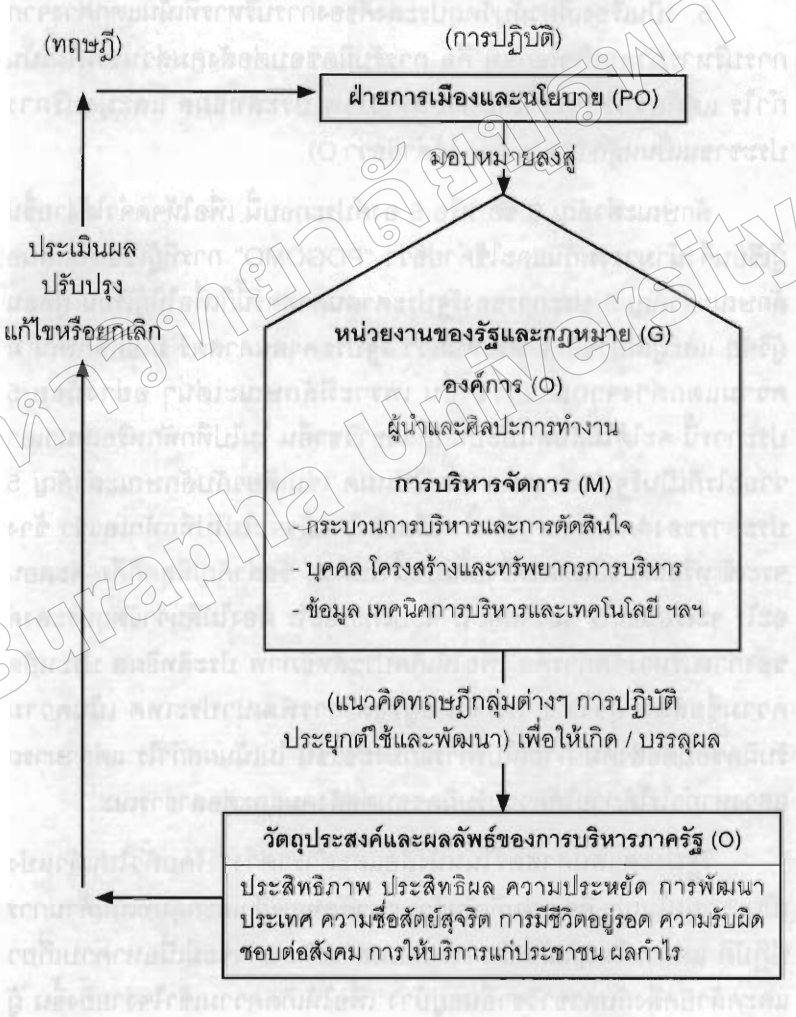 (ทฤษฎี)
(การปฏิบัติ)
ฝ่ายการเมืองและนโยบาย (PO)
มอบหมายลงสู่
ประเมินผล
ปรับปรุง
แก้ไขหรือยกเลิก
หน่วยงานของรัฐและกฎหมาย (G)
องค์การ (O)
ผู้นำและศิลปะการทำงาน
การบริหารจัดการ (M)
- กระบวนการบริหารและการตัดสินใจ
- บุคคล โครงสร้างและทรัพยากรการบริหาร
- ข้อมูล เทคนิคการบริหารและเทคโนโลยี ฯลฯ
(แนวคิดทฤษฎีกลุ่มต่างๆ การปฏิบัติ
ประยุกต์ใช้และพัฒนา) เพื่อให้เกิด / บรรลุผล
วัตถุประสงค์และผลลัพธ์ของการบริหารภาครัฐ (O)
ประสิทธิภาพ ประสิทธิผล ความประหยัด การพัฒนา
ประเทศ ความซื่อสัตย์สุจริต การมีชีวิตอยู่รอด ความรับผิด
ชอบต่อสังคม การให้บริการแก่ประชาชน ผลกำไร
มหาวิทยาลัยบูรพา
Burapha University